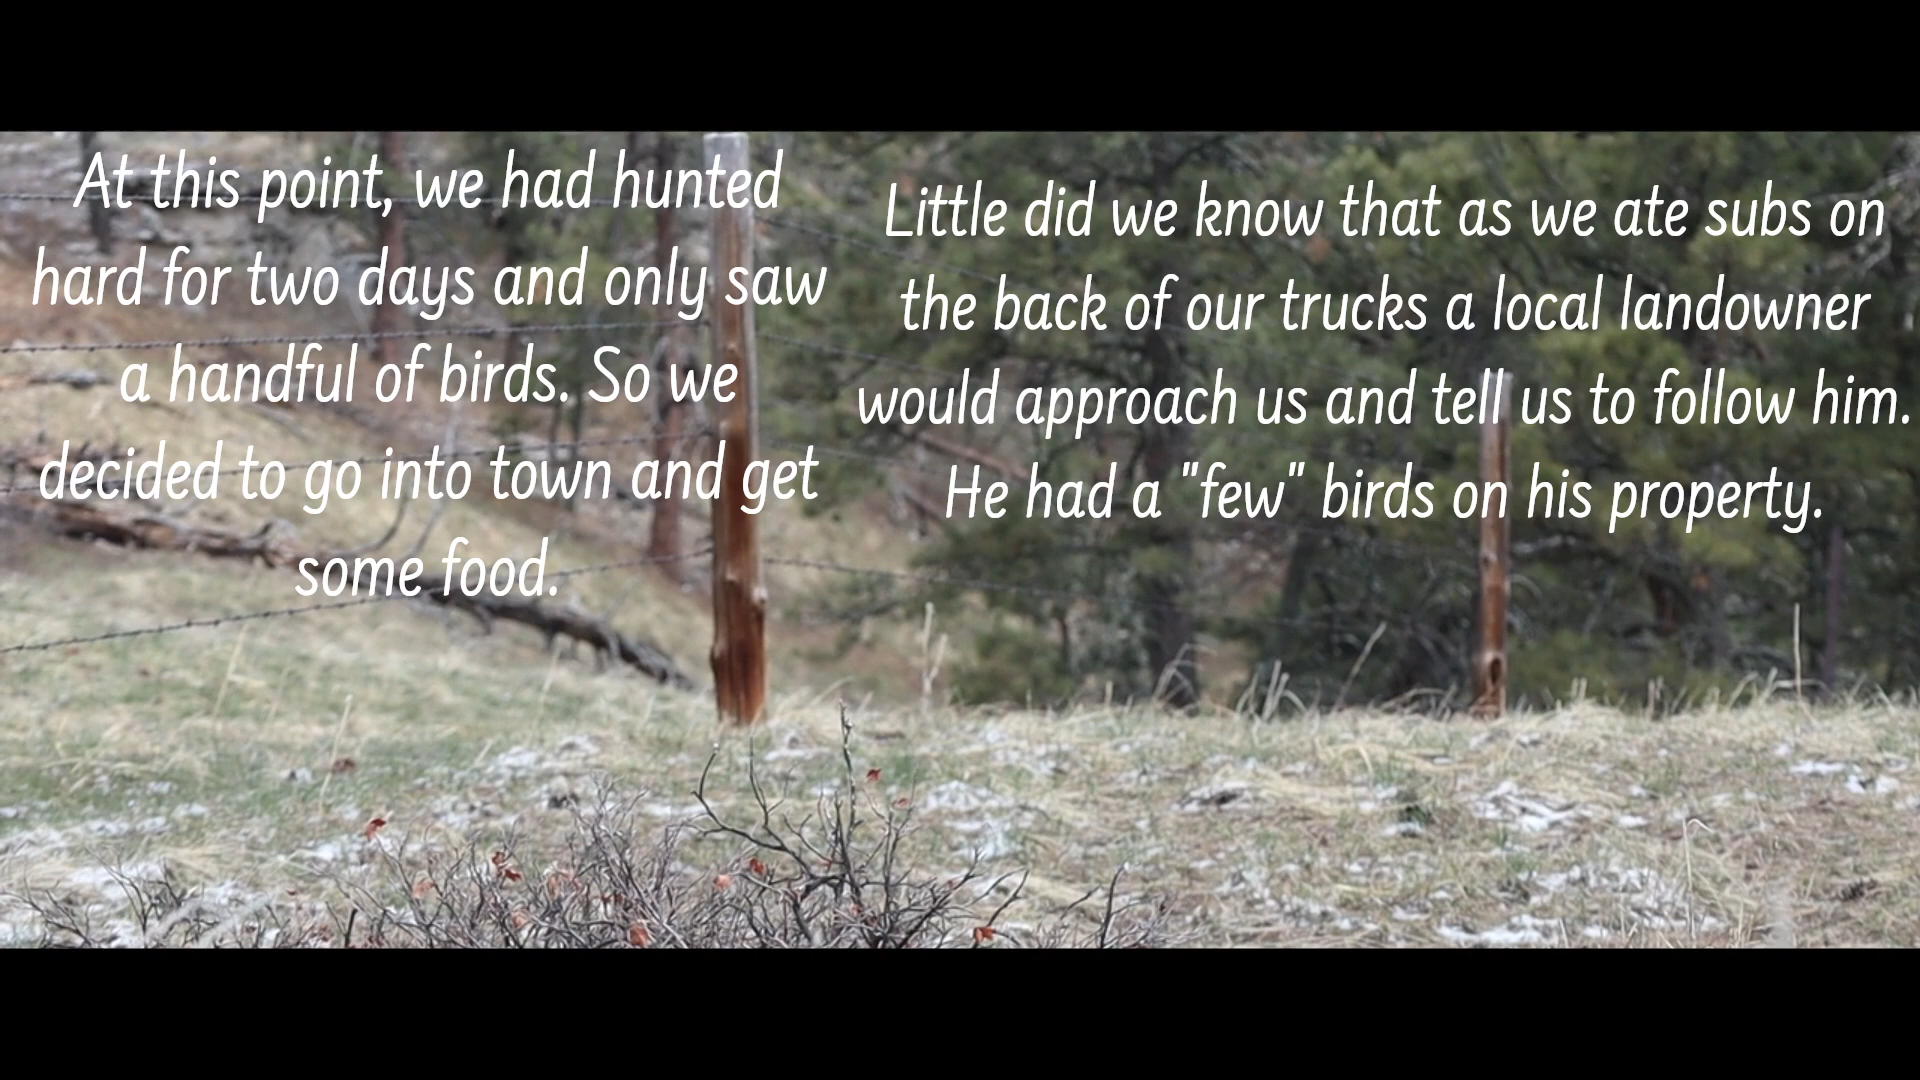 At this point, we had hunted
hard for two days and only saw
a handful of birds. So we
decided to go into town and get
some food.
Little did we know that as we ate subs on
the back of our trucks a local landowner
would approach us and tell us to follow him.
He had a "few" birds on his property.